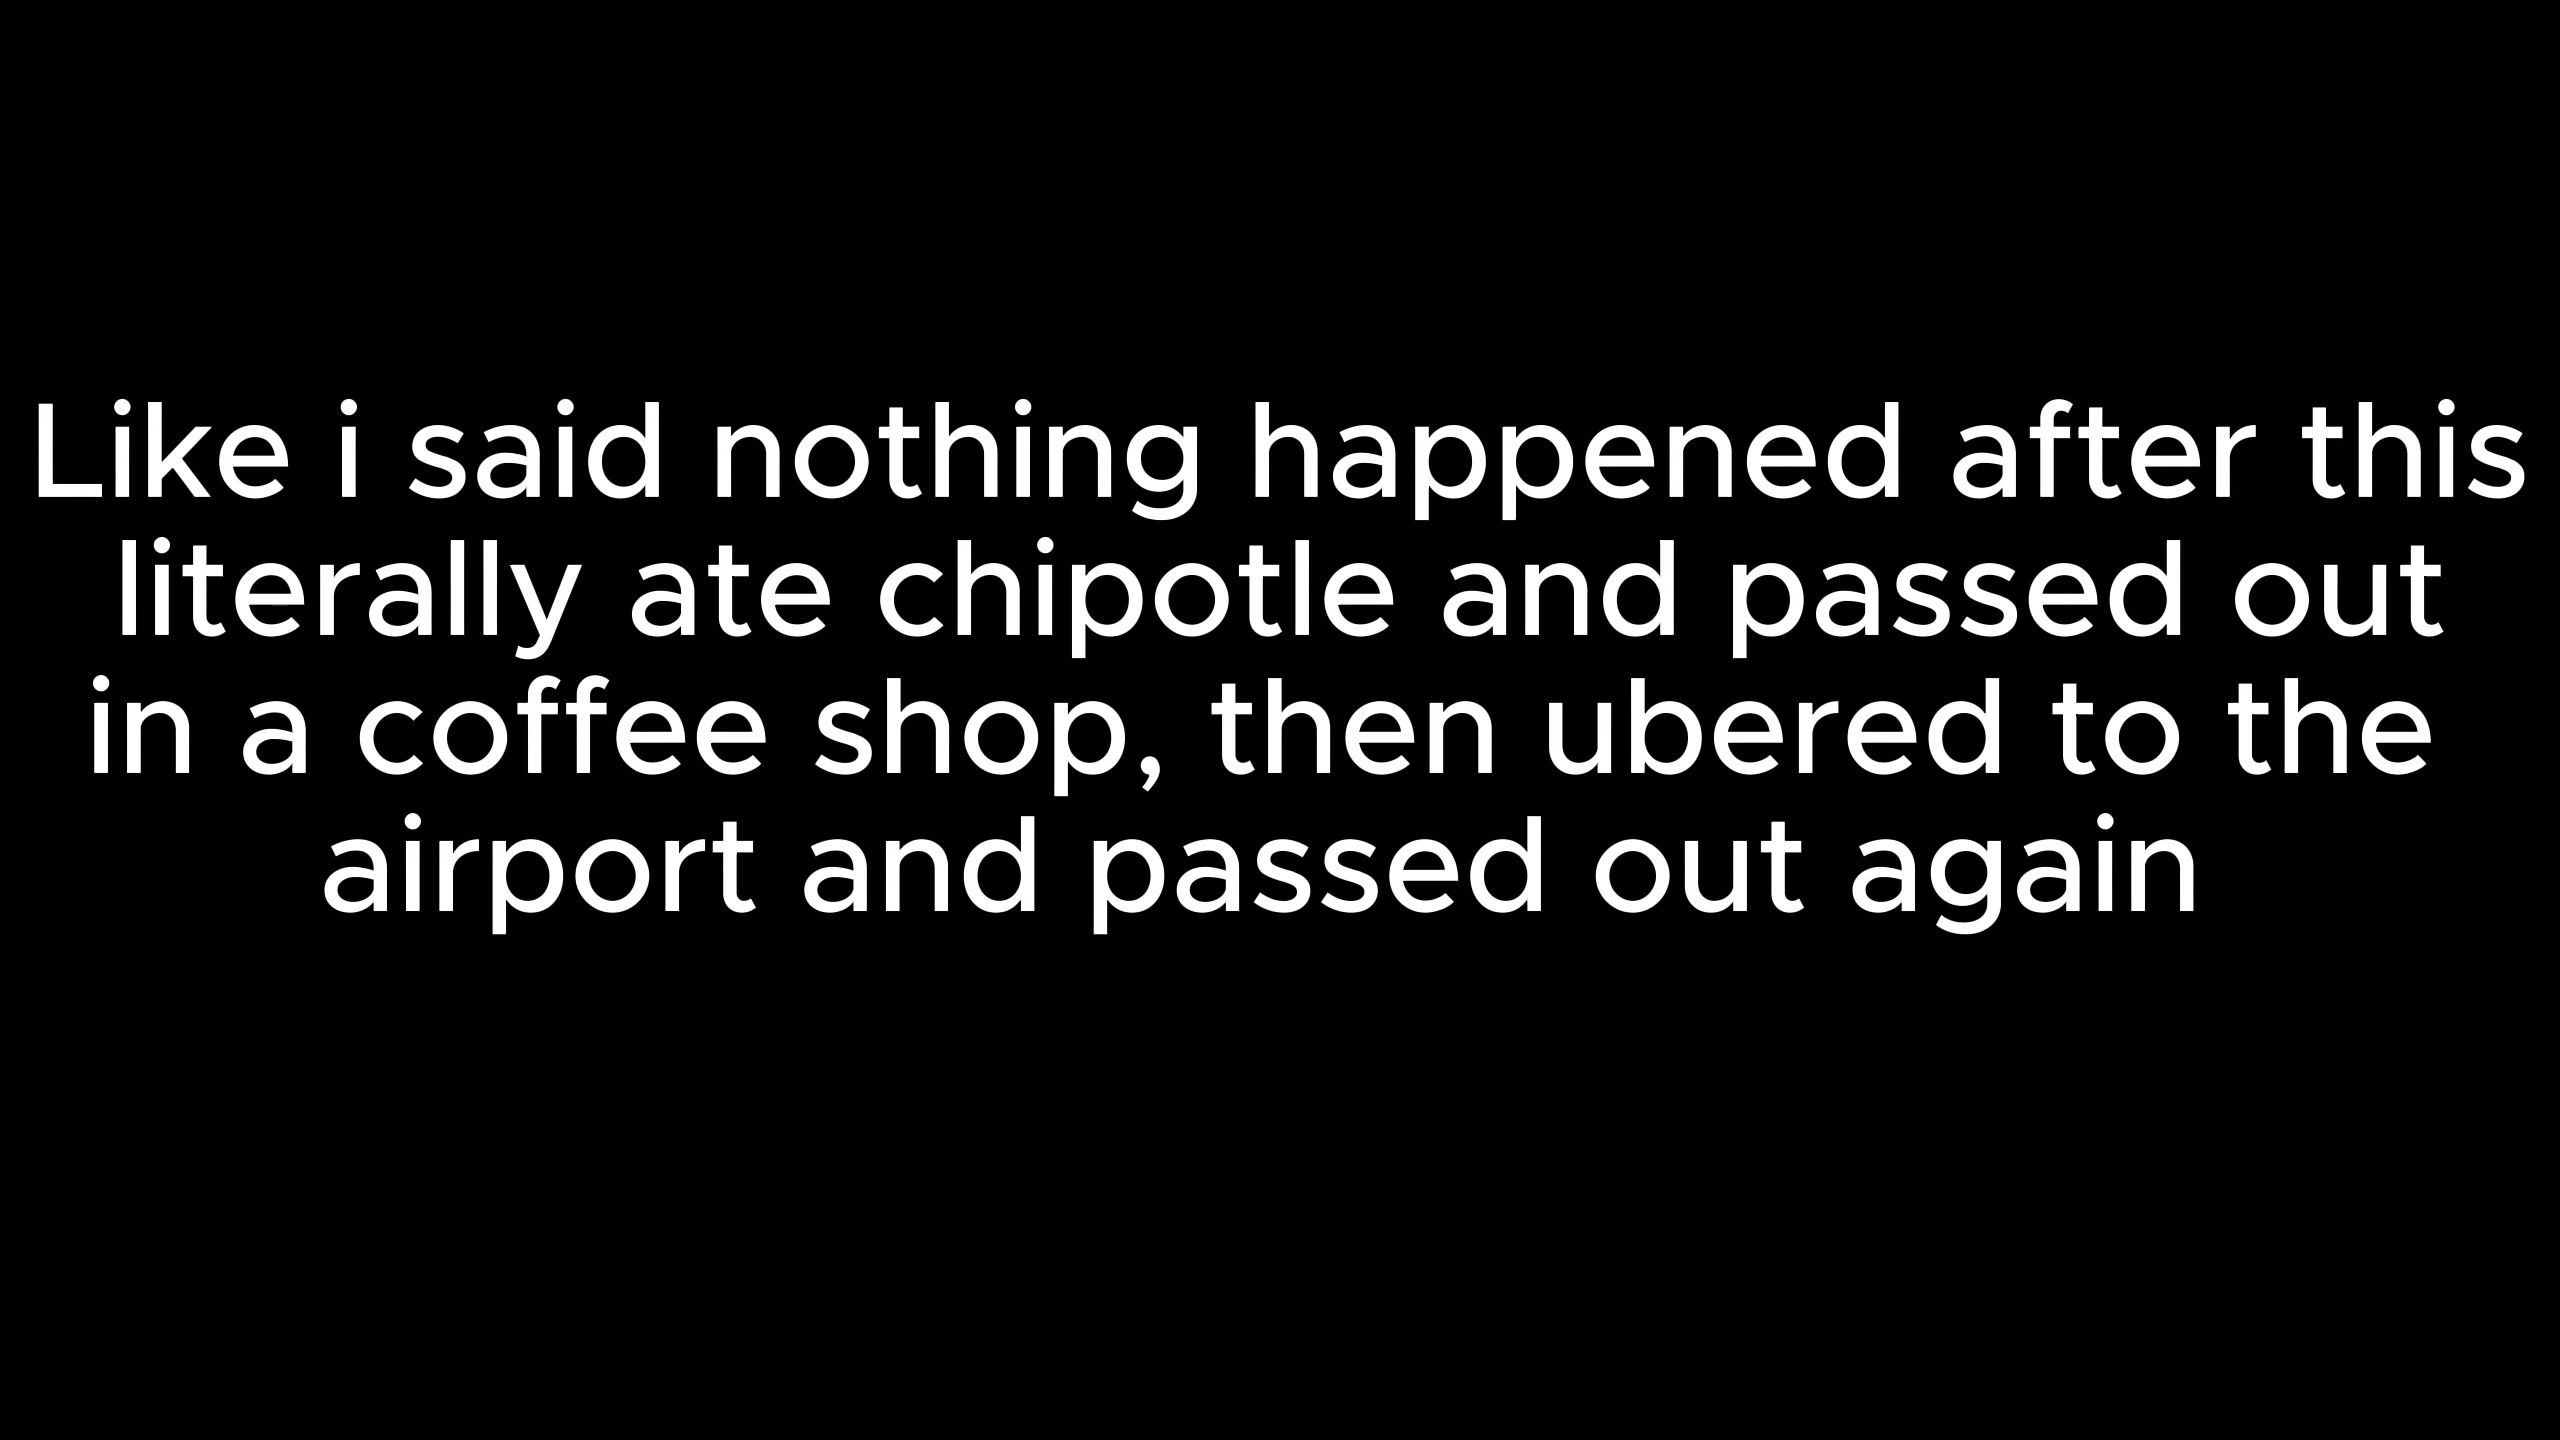 Like i said nothing happened after this
literally ate chipotle and passed out
in a coffee shop, then ubered to the
airport and passed out again